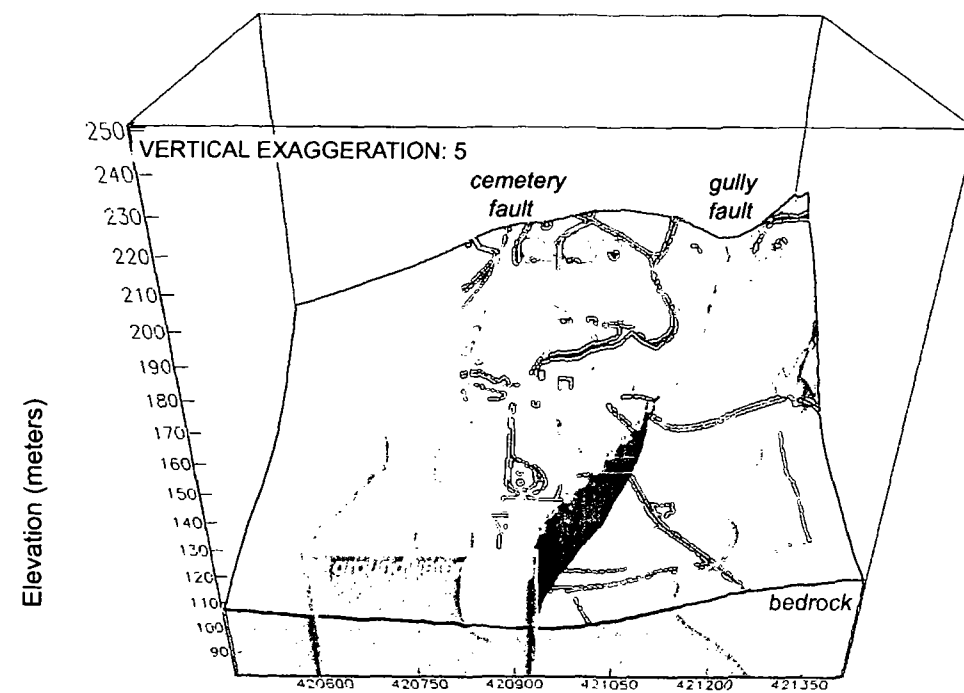 250
VERTICAL EXAGGERATION: 5
240
cemetery
fault
gully
fault
230
220
210
200
190
180
170
160
150
140
130
groundwater
120
110
bedrock
100
90
420600 420750 420900 421050 421200 421350
Elevation (meters)